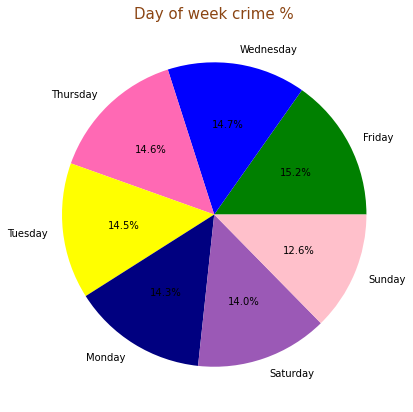 Day of week crime %
Wednesday
Thursday
Friday
14.7%
14.6%
15.2%
Tuesday
14.5%
12.6%
Sunday
14.0%
Monday
Saturday